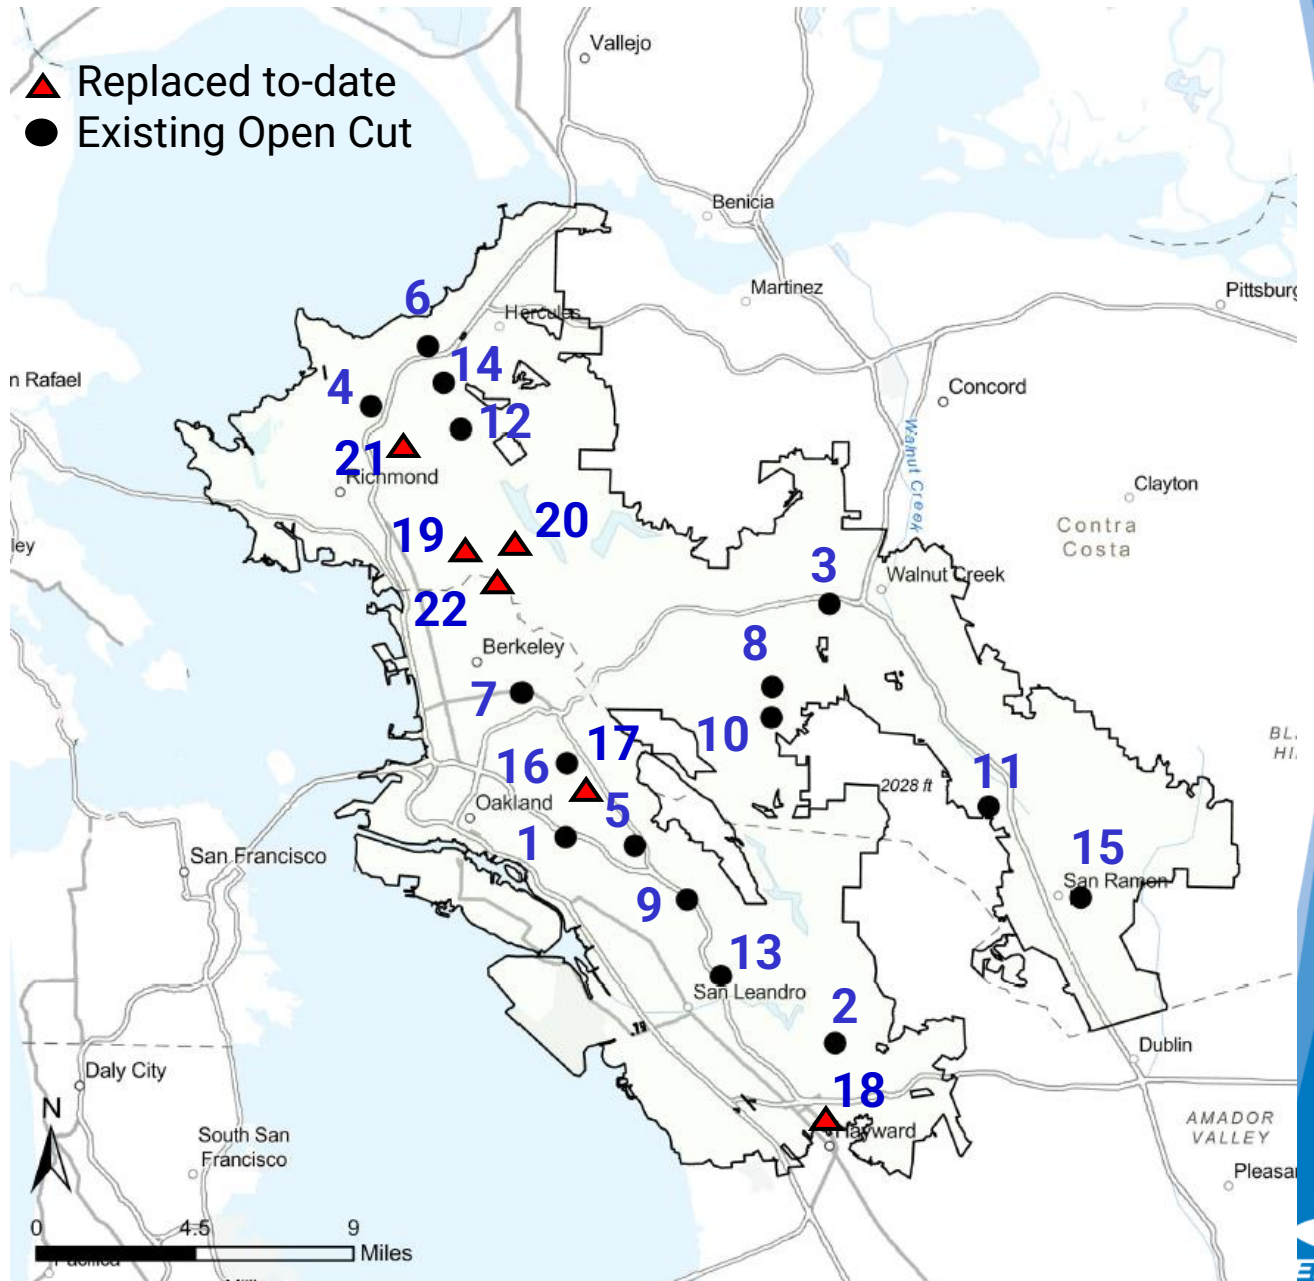 Vallejo
Replaced to-date
Existing Open Cut
Benicia
Martinez
Pittsburg
6
Hercules
14
n Rafael
4
Concord
12
21
Richmond
Walnut Creek
Clayton
20
19
Contra
Costa
ley
3
Walnut Creek
22
8
Berkeley
7
10
17
16
2028 ft
11
5
Oakland
1
15
San Francisco
San Ramon
9
13
San Leandro
2
Dublin
Daly City
18
N
AMADOR
VALLEY
Hayward
South San
Francisco
0
4.5
9
Miles